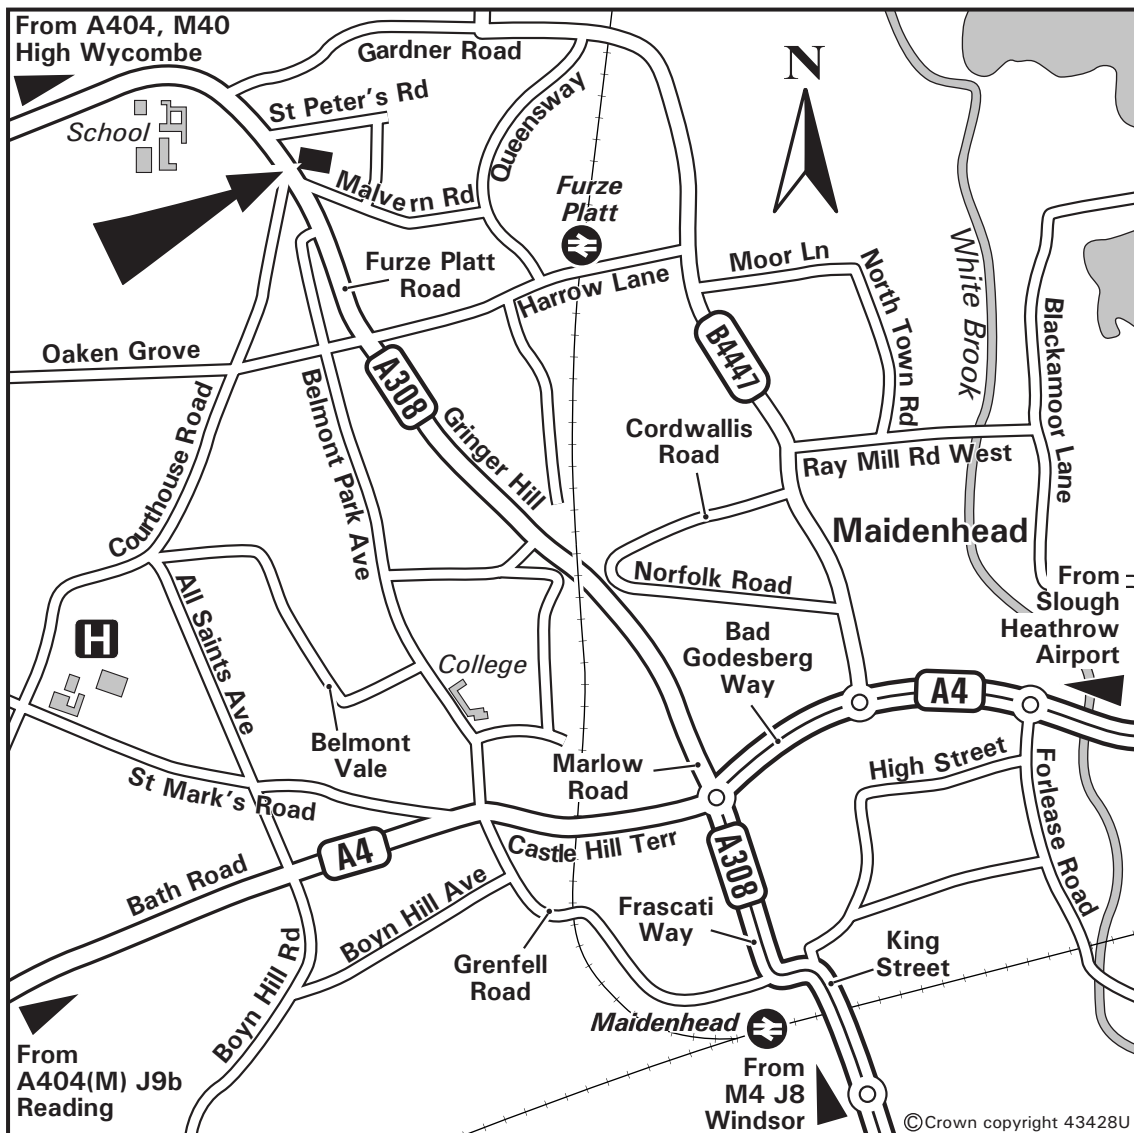 From A404, M40
High Wycombe
Gardner Road
N
St Peter's Rd
School
Queensway
Malvern Rd
Furze
Platt
White Brook
Furze Platt
Road
Moor Ln
North Town Rd
Harrow Lane
Blackamoor Lane
B4447
Oaken Grove
A308
Belmont Park Ave
Courthouse Road
Gringer Hill
Cordwallis
Road
Ray Mill Rd West
Maidenhead
Norfolk Road
From
Slough
Heathrow
Airport
All Saints Ave
H
Bad
Godesberg
Way
College
A4
Belmont
Vale
Marlow
Road
High Street
Forlease Road
St Mark's Road
Castle Hill Terr
A4
A308
Bath Road
Boyn Hill Ave
Frascati
Way
King
Street
Boyn Hill Rd
Grenfell
Road
Maidenhead
From
A404(M) J9b
Reading
From
M4 J8
Windsor
©Crown copyright 43428U